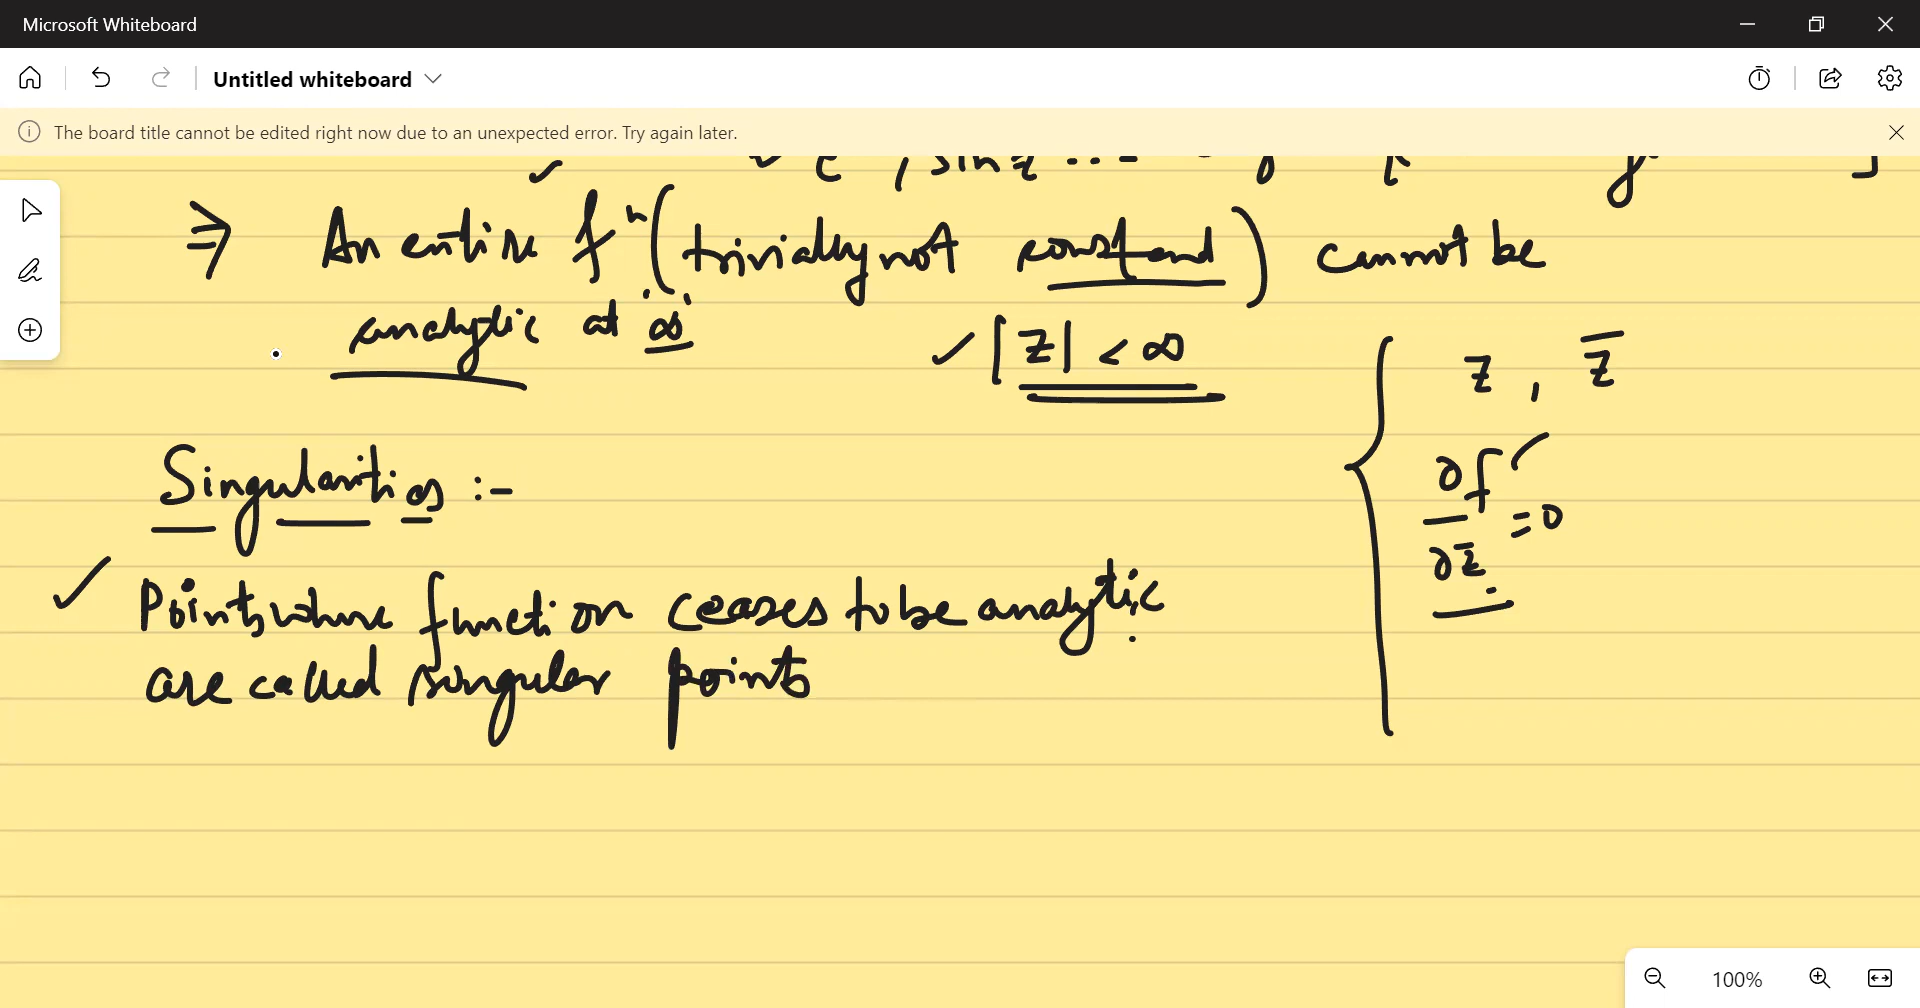 Microsoft Whiteboard
Untitled whiteboard
The board title cannot be edited right now due to an unexpected error. Try again later.
, sin z ...
⇒ An entire fⁿ (trivially not constant) cannot be
analytic at ∞
✓ |z| < ∞
z , z̄
∂f/∂z̄ = 0
Singularities :-
✓ Points where function ceases to be analytic
are called singular points
100%